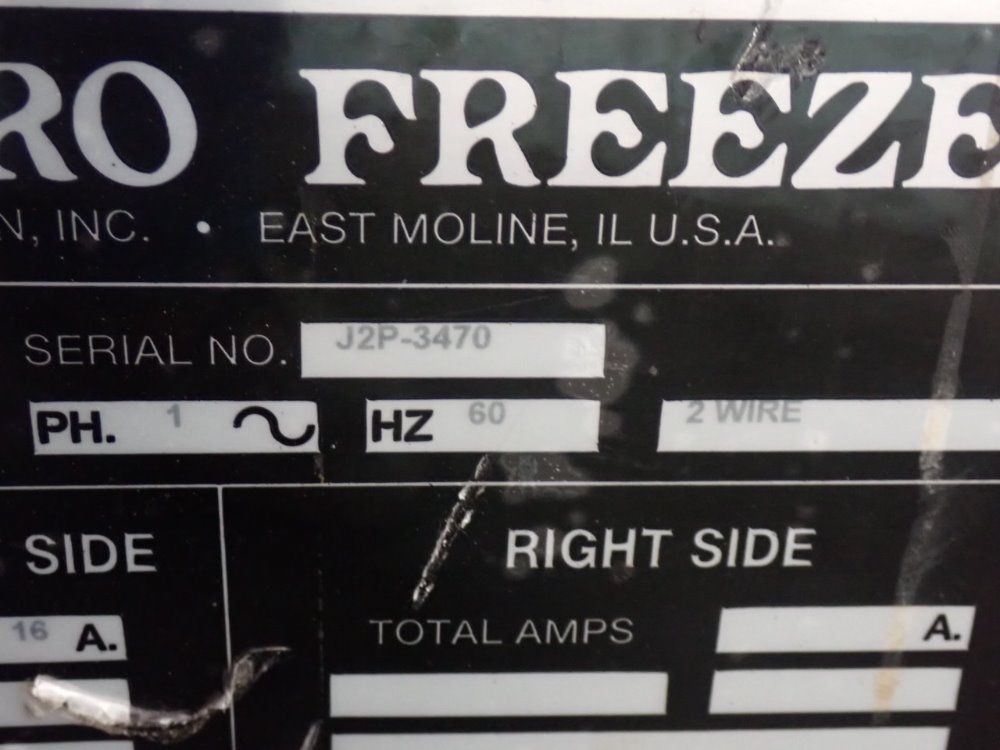 RO FREEZE
N, INC. • EAST MOLINE, IL U.S.A.
SERIAL NO. J2P-3470
PH. 1 ~ HZ 60 2 WIRE
SIDE RIGHT SIDE
16 A. TOTAL AMPS A.